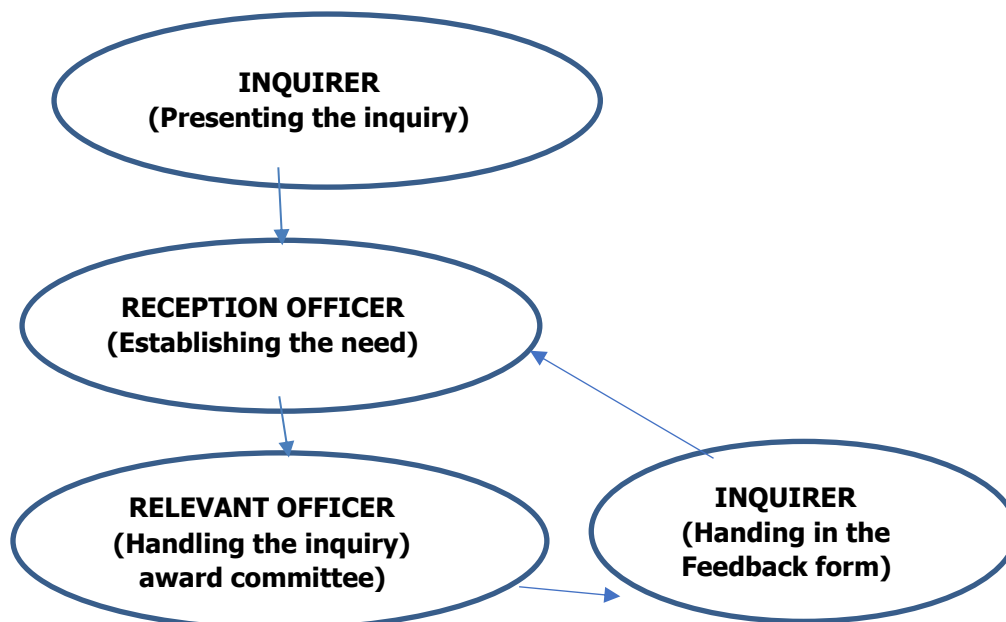 INQUIRER
(Presenting the inquiry)
RECEPTION OFFICER
(Establishing the need)
RELEVANT OFFICER
(Handling the inquiry)
award committee)
INQUIRER
(Handing in the
Feedback form)